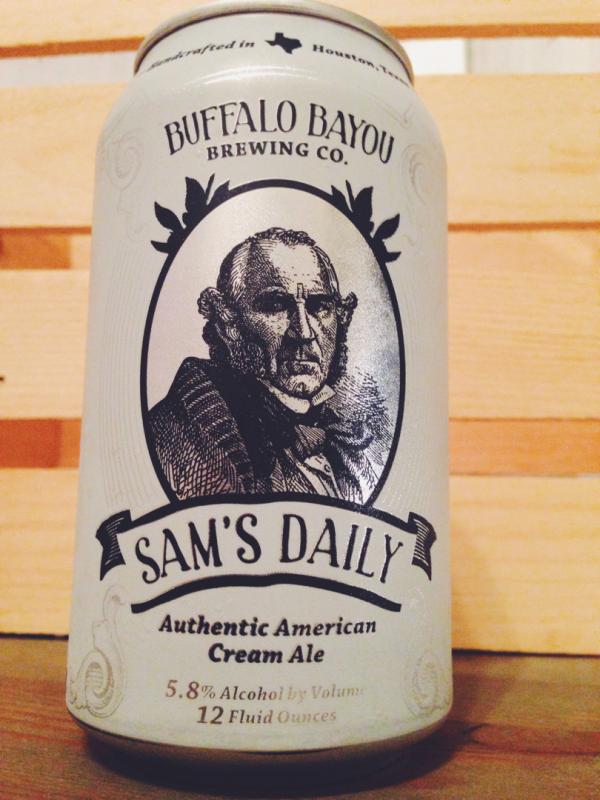 Handcrafted in Houston, Texas
BUFFALO BAYOU
BREWING CO.
SAM'S DAILY
Authentic American
Cream Ale
5.8% Alcohol by Volume
12 Fluid Ounces